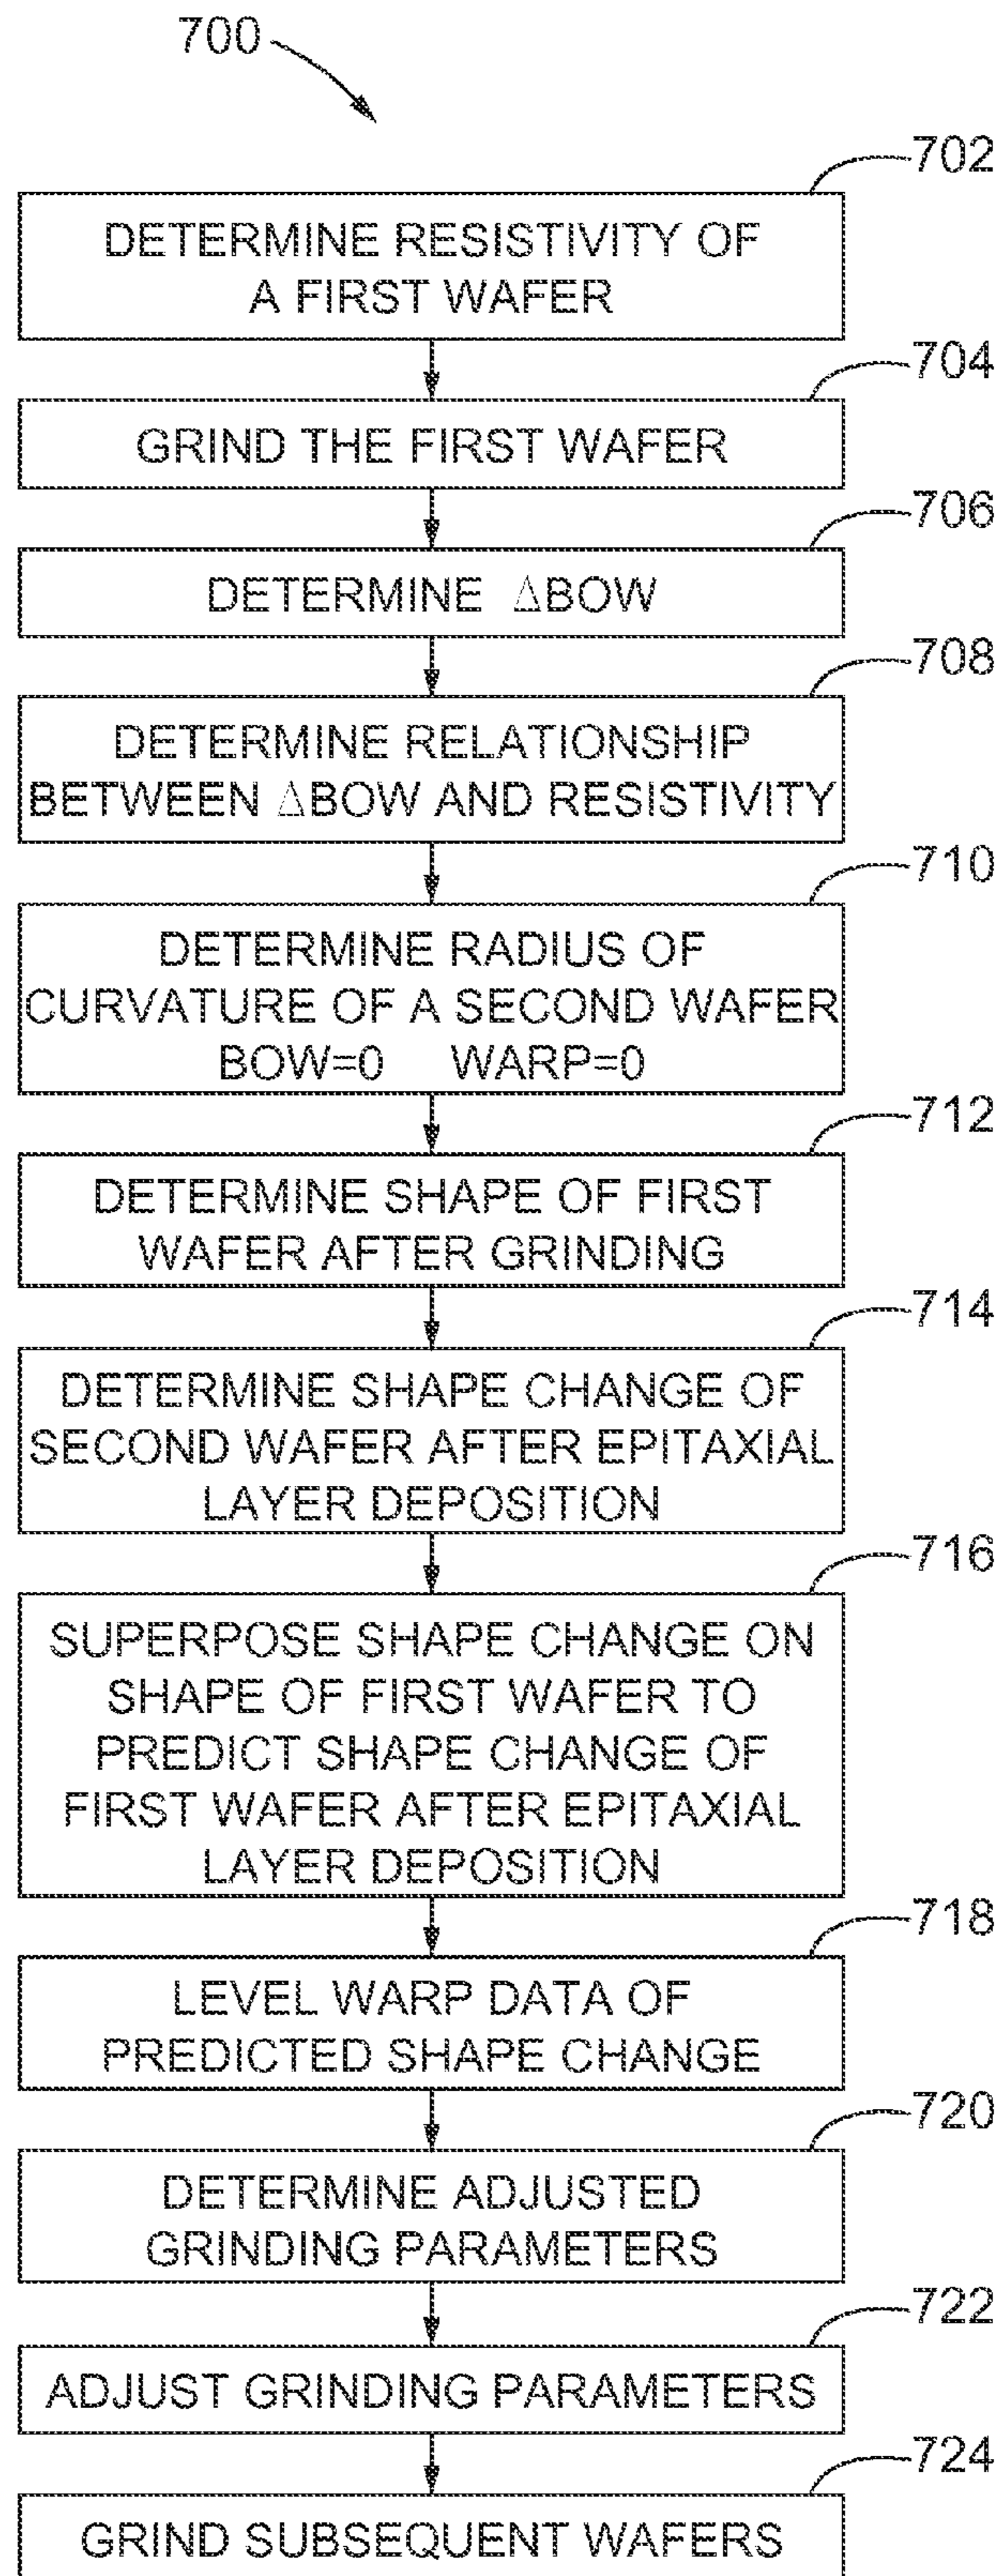 700
702
DETERMINE RESISTIVITY OF
A FIRST WAFER
704
GRIND THE FIRST WAFER
706
DETERMINE ΔBOW
708
DETERMINE RELATIONSHIP
BETWEEN ΔBOW AND RESISTIVITY
710
DETERMINE RADIUS OF
CURVATURE OF A SECOND WAFER
BOW=0 WARP=0
712
DETERMINE SHAPE OF FIRST
WAFER AFTER GRINDING
714
DETERMINE SHAPE CHANGE OF
SECOND WAFER AFTER EPITAXIAL
LAYER DEPOSITION
716
SUPERPOSE SHAPE CHANGE ON
SHAPE OF FIRST WAFER TO
PREDICT SHAPE CHANGE OF
FIRST WAFER AFTER EPITAXIAL
LAYER DEPOSITION
718
LEVEL WARP DATA OF
PREDICTED SHAPE CHANGE
720
DETERMINE ADJUSTED
GRINDING PARAMETERS
722
ADJUST GRINDING PARAMETERS
724
GRIND SUBSEQUENT WAFERS